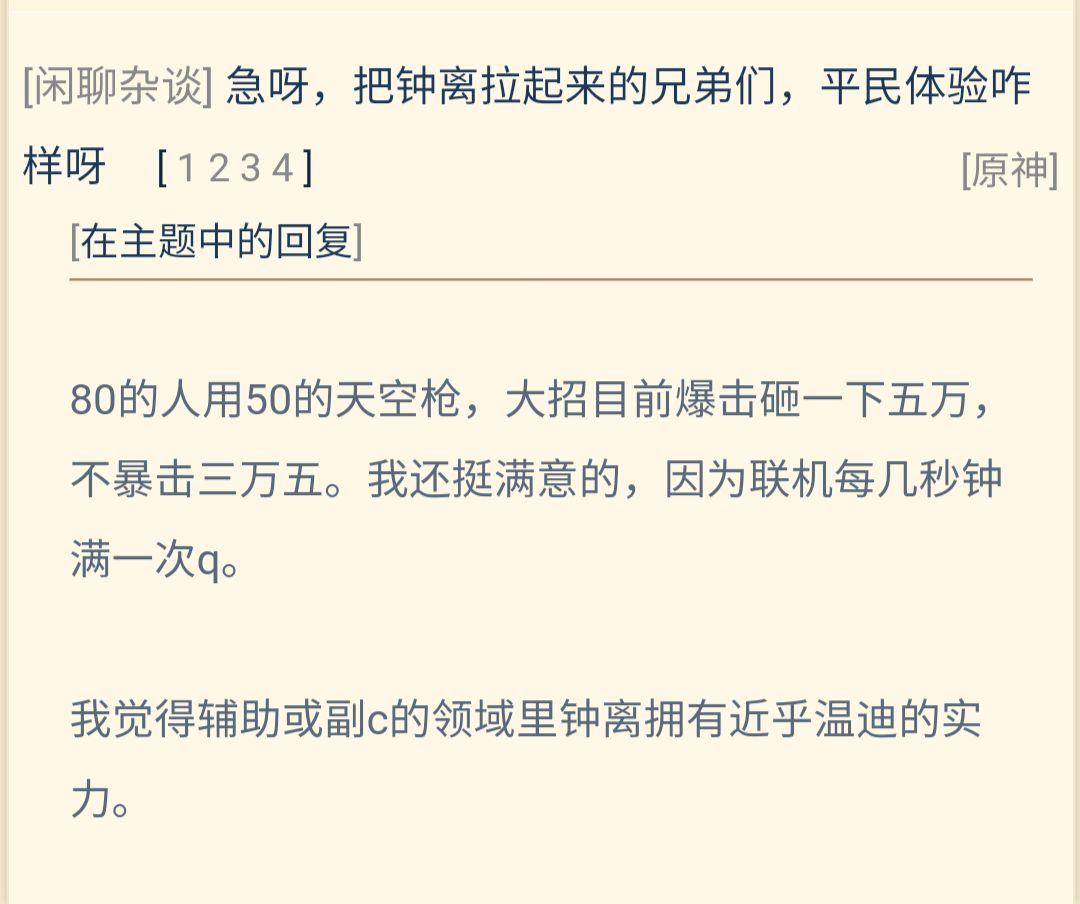 [闲聊杂谈] 急呀，把钟离拉起来的兄弟们，平民体验咋
样呀 [ 1 2 3 4 ] [原神]
[在主题中的回复]
80的人用50的天空枪，大招目前爆击砸一下五万，
不暴击三万五。我还挺满意的，因为联机每几秒钟
满一次q。
我觉得辅助或副c的领域里钟离拥有近乎温迪的实
力。